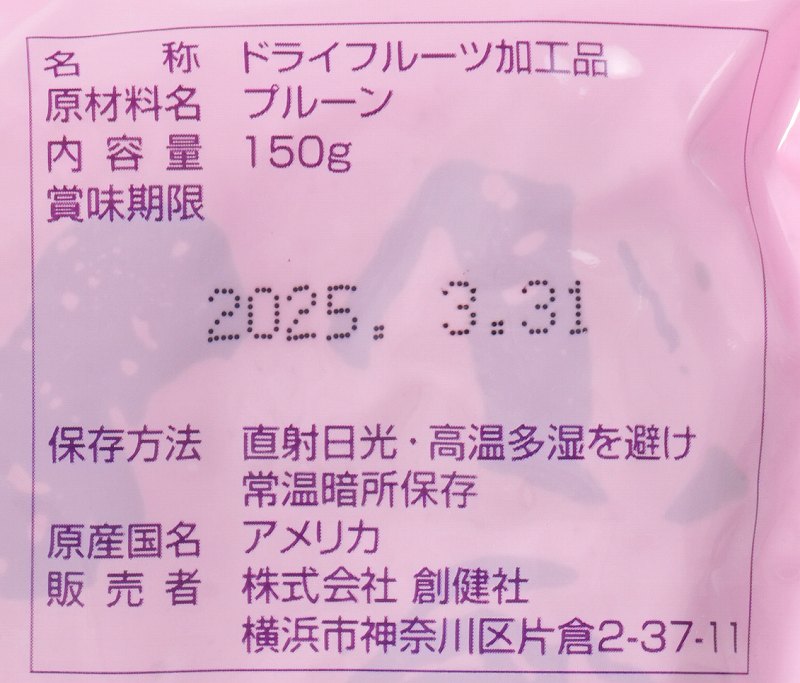 名称 ドライフルーツ加工品
原材料名 プルーン
内容量 150g
賞味期限
2025. 3.31
保存方法 直射日光・高温多湿を避け
常温暗所保存
原産国名 アメリカ
販売者 株式会社 創健社
横浜市神奈川区片倉2-37-11